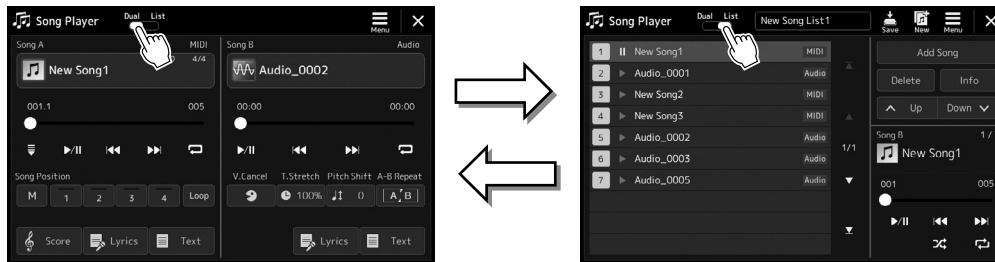 Song Player
Dual List
Menu
Song A
MIDI
4/4
New Song1
001.1
005
Song Position
M 1 2 3 4 Loop
Score Lyrics Text
Song B
Audio
Audio_0002
00:00
00:00
V.Cancel T.Stretch Pitch Shift A-B Repeat
100% 0 A B
Lyrics Text
Song Player
Dual List
New Song List1
Save New Menu
1 New Song1 MIDI
2 Audio_0001 Audio
3 New Song2 MIDI
4 New Song3 MIDI
5 Audio_0002 Audio
6 Audio_0003 Audio
7 Audio_0005 Audio
1/1
Add Song
Delete Info
Up Down
Song B
1 /
New Song1
001
005